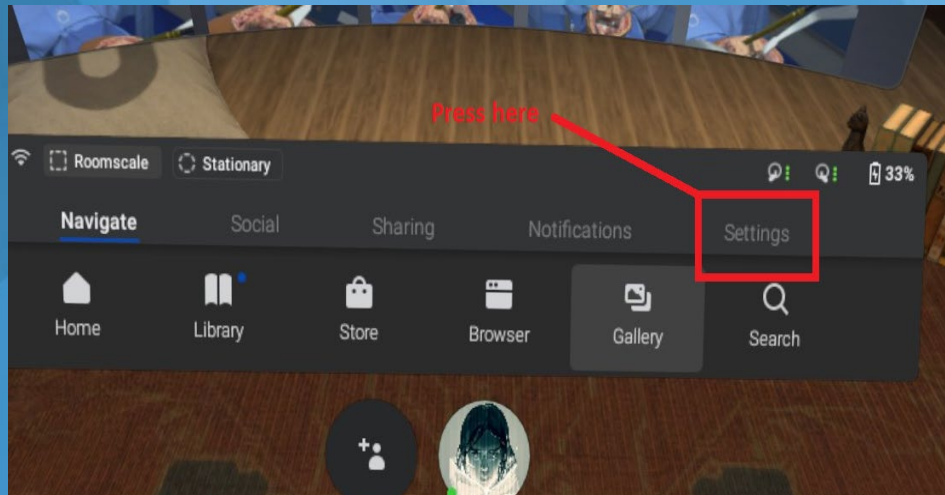 Press here
Roomscale Stationary 33%
Navigate Social Sharing Notifications Settings
Home Library Store Browser Gallery Search